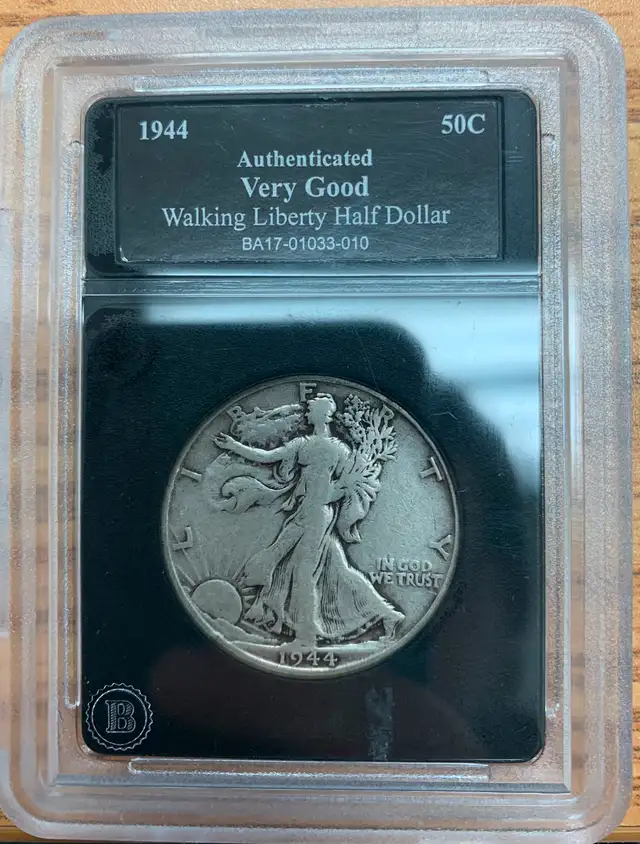 1944 50C
Authenticated
Very Good
Walking Liberty Half Dollar
BA17-01033-010
LIBERTY
IN GOD
WE TRUST
1944
B